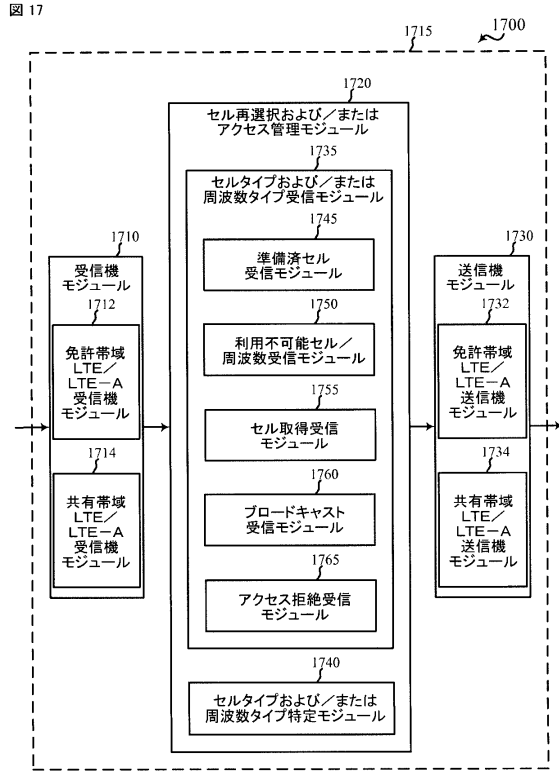 図 17
1700
1715
1720
セル再選択および／または
アクセス管理モジュール
1735
セルタイプおよび／または
周波数タイプ受信モジュール
1745
準備済セル
受信モジュール
1750
利用不可能セル／
周波数受信モジュール
1755
セル取得受信
モジュール
1760
ブロードキャスト
受信モジュール
1765
アクセス拒絶受信
モジュール
1740
セルタイプおよび／または
周波数タイプ特定モジュール
1710
受信機
モジュール
1712
免許帯域
LTE／
LTE－A
受信機
モジュール
1714
共有帯域
LTE／
LTE－A
受信機
モジュール
1730
送信機
モジュール
1732
免許帯域
LTE／
LTE－A
送信機
モジュール
1734
共有帯域
LTE／
LTE－A
送信機
モジュール